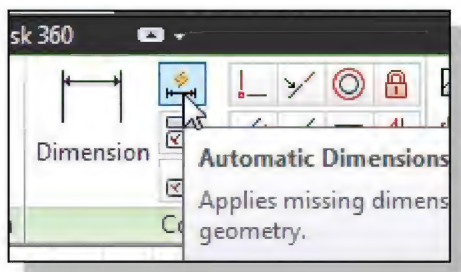 sk 360
Dimension
Automatic Dimensions
Applies missing dimens
geometry.